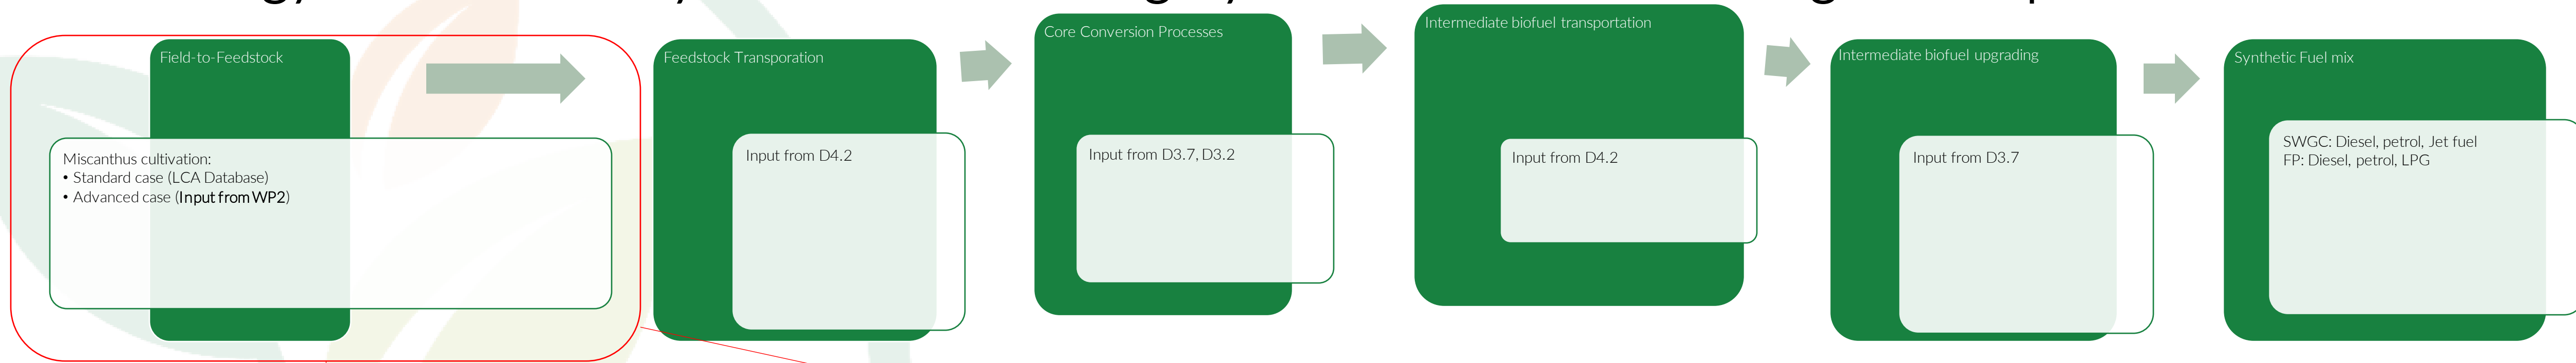 Field-to-Feedstock
Miscanthus cultivation:
• Standard case (LCA Database)
• Advanced case (Input from WP2)
Feedstock Transporation
Input from D4.2
Core Conversion Processes
Input from D3.7, D3.2
Intermediate biofuel transportation
Input from D4.2
Intermediate biofuel upgrading
Input from D3.7
Synthetic Fuel mix
SWGC: Diesel, petrol, Jet fuel
FP: Diesel, petrol, LPG